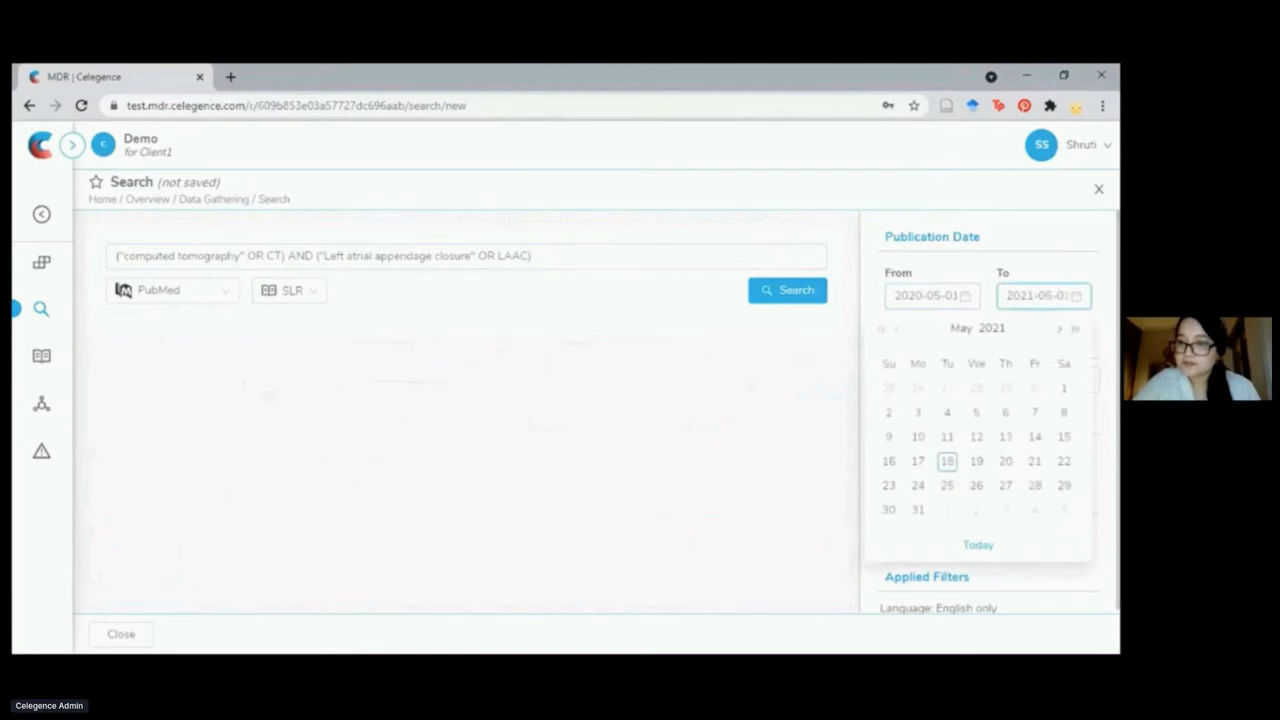 MDR | Celegence
test.mdr.celegence.com/r/609b853e03a57727dc696aab/search/new
Demo
for Client1
C
SS
Shruti
Search (not saved)
Home / Overview / Data Gathering / Search
("computed tomography" OR CT) AND ("Left atrial appendage closure" OR LAAC)
PubMed
SLR
Search
Publication Date
From
To
2020-05-01
2021-05-01
May 2021
Su Mo Tu We Th Fr Sa
1
2 3 4 5 6 7 8
9 10 11 12 13 14 15
16 17 18 19 20 21 22
23 24 25 26 27 28 29
30 31
Today
Applied Filters
Language: English only
Close
Celegence Admin